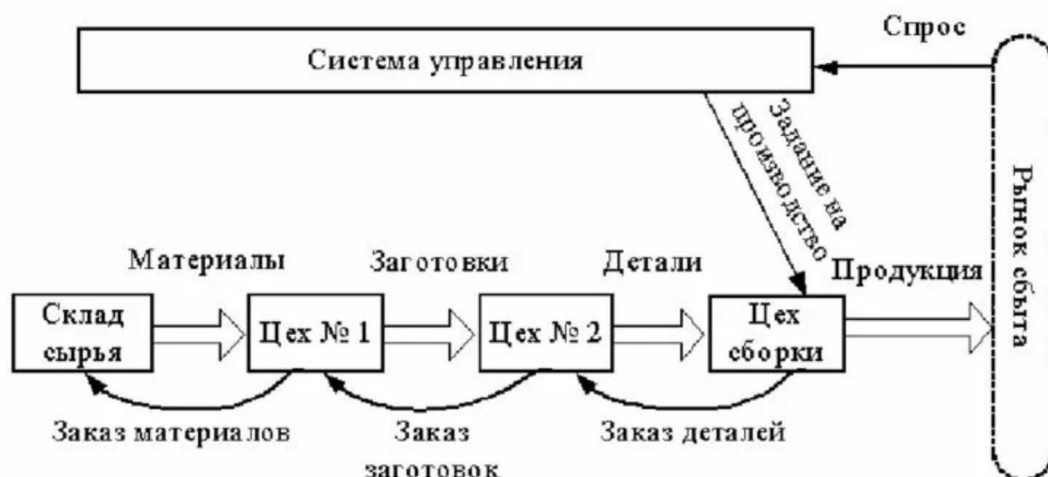 Спрос
Система управления
Задание на
производство
Рынок сбыта
Материалы
Заготовки
Детали
Продукция
Склад
сырья
Цех № 1
Цех № 2
Цех
сборки
Заказ материалов
Заказ
заготовок
Заказ деталей